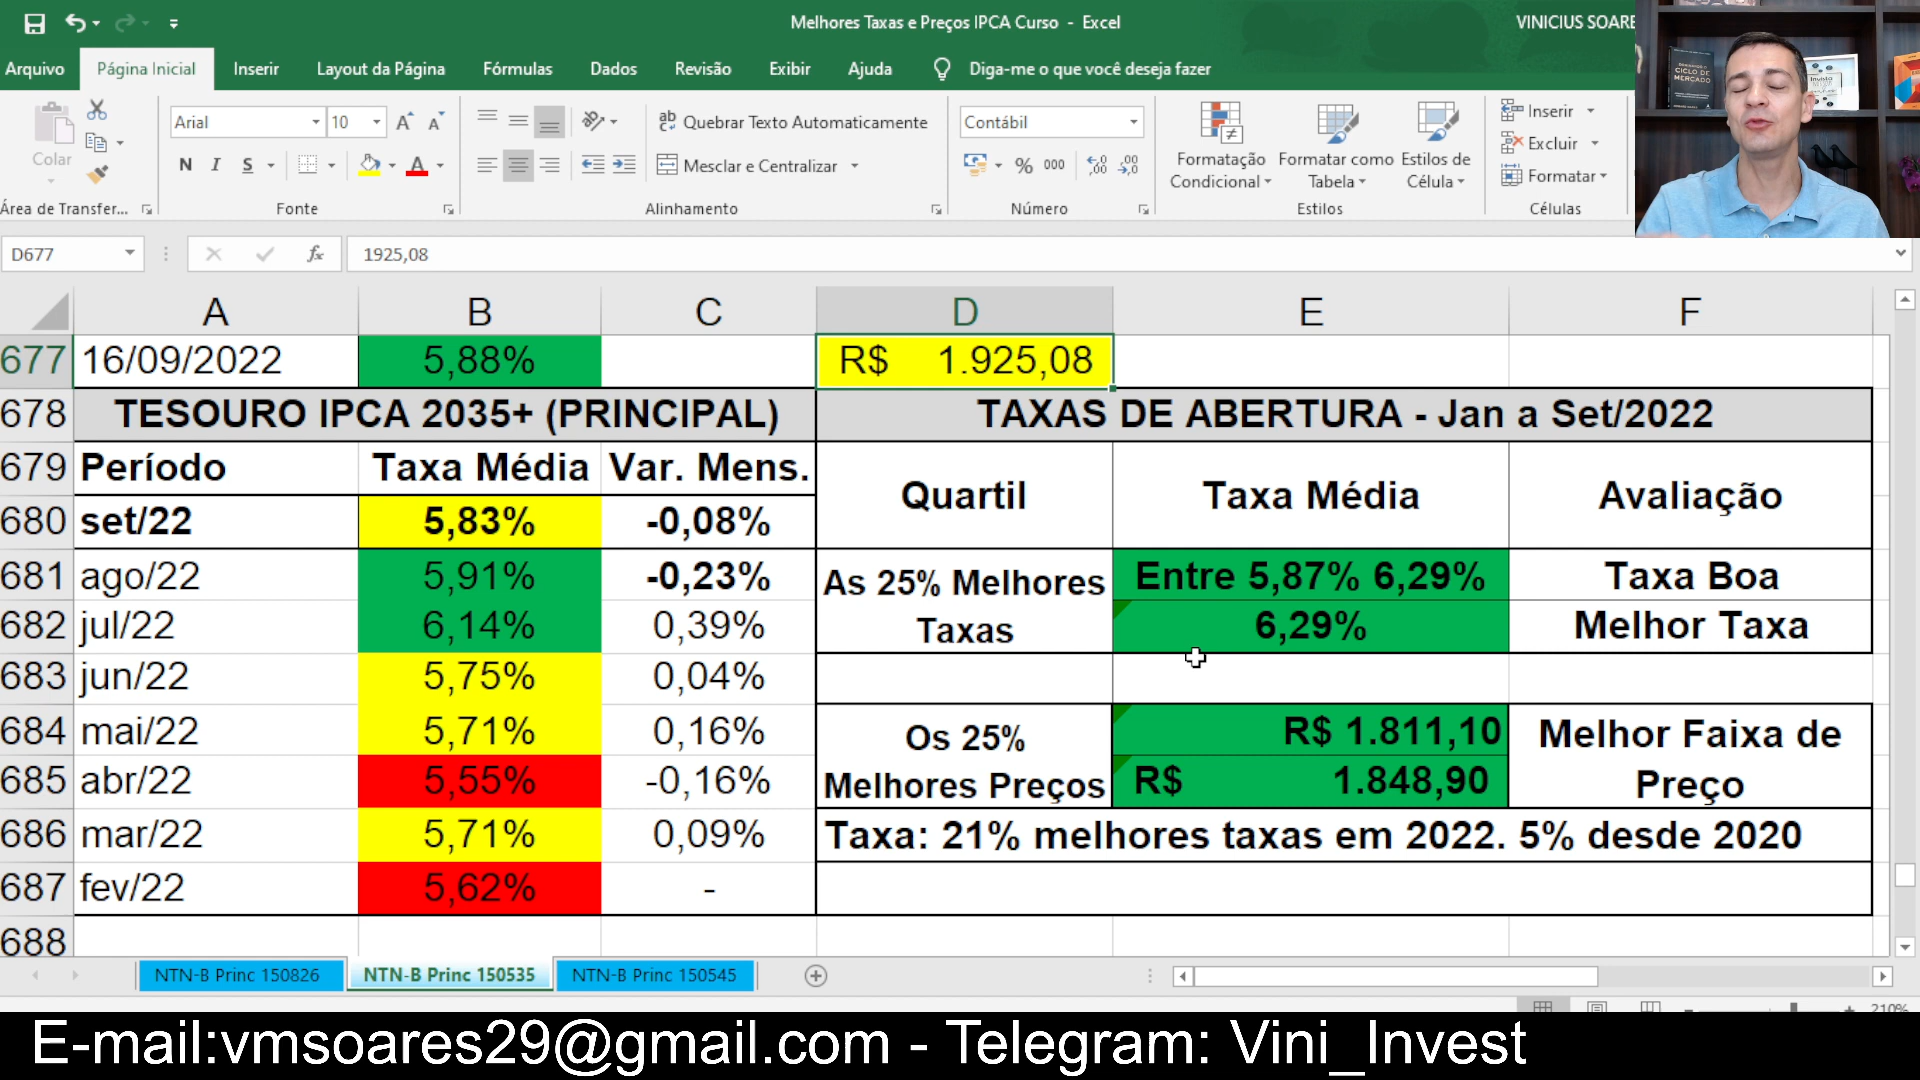 Melhores Taxas e Preços IPCA Curso - Excel
VINICIUS SOARE
Arquivo Página Inicial Inserir Layout da Página Fórmulas Dados Revisão Exibir Ajuda Diga-me o que você deseja fazer
Colar
Arial 10
N I S
Quebrar Texto Automaticamente
Mesclar e Centralizar
Contábil
% 000
Formatação Condicional
Formatar como Tabela
Estilos de Célula
Inserir
Excluir
Formatar
Área de Transfer... Fonte Alinhamento Número Estilos Células
CICLO DE
MERCADO
D677 fx 1925,08
A B C D E F
677 16/09/2022 5,88% R$ 1.925,08
678 TESOURO IPCA 2035+ (PRINCIPAL) TAXAS DE ABERTURA - Jan a Set/2022
679 Período Taxa Média Var. Mens. Quartil Taxa Média Avaliação
680 set/22 5,83% -0,08%
681 ago/22 5,91% -0,23% As 25% Melhores Taxas Entre 5,87% 6,29% Taxa Boa
682 jul/22 6,14% 0,39% 6,29% Melhor Taxa
683 jun/22 5,75% 0,04%
684 mai/22 5,71% 0,16% Os 25% Melhores Preços R$ 1.811,10 Melhor Faixa de Preço
685 abr/22 5,55% -0,16% R$ 1.848,90
686 mar/22 5,71% 0,09% Taxa: 21% melhores taxas em 2022. 5% desde 2020
687 fev/22 5,62% -
688
NTN-B Princ 150826 NTN-B Princ 150535 NTN-B Princ 150545
210%
E-mail:vmsoares29@gmail.com - Telegram: Vini_Invest